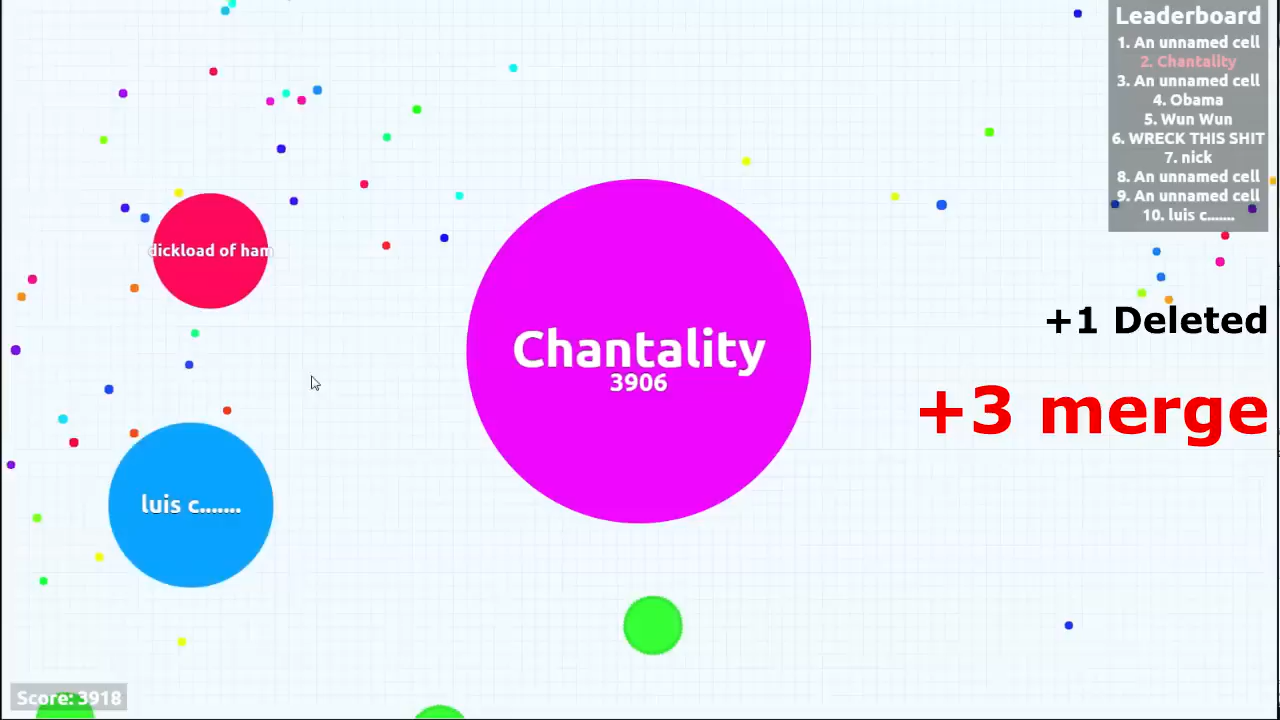 Leaderboard
1. An unnamed cell
2. Chantality
3. An unnamed cell
4. Obama
5. Wun Wun
6. WRECK THIS SHIT
7. nick
8. An unnamed cell
9. An unnamed cell
10. luis c.......
dickload of ham
+1 Deleted
Chantality
3906
+3 merge
luis c.......
Score: 3918